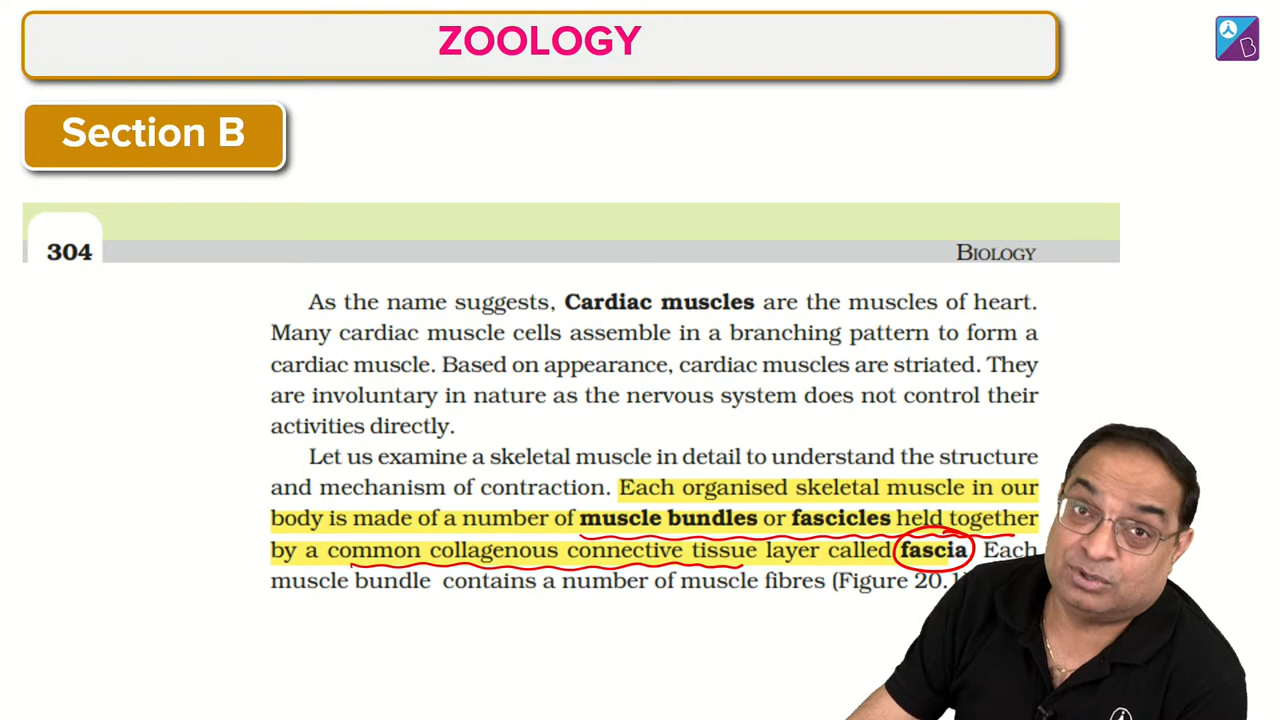 ZOOLOGY
Section B
304
BIOLOGY
As the name suggests, Cardiac muscles are the muscles of heart.
Many cardiac muscle cells assemble in a branching pattern to form a
cardiac muscle. Based on appearance, cardiac muscles are striated. They
are involuntary in nature as the nervous system does not control their
activities directly.
Let us examine a skeletal muscle in detail to understand the structure
and mechanism of contraction. Each organised skeletal muscle in our
body is made of a number of muscle bundles or fascicles held together
by a common collagenous connective tissue layer called fascia Each
muscle bundle contains a number of muscle fibres (Figure 20.1)